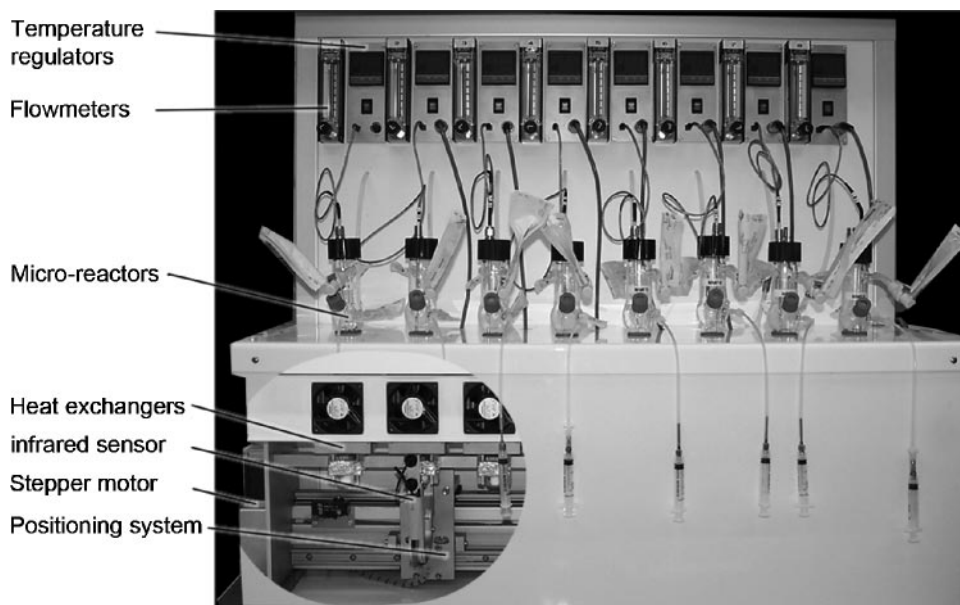 Temperature
regulators
Flowmeters
Micro-reactors
Heat exchangers
infrared sensor
Stepper motor
Positioning system